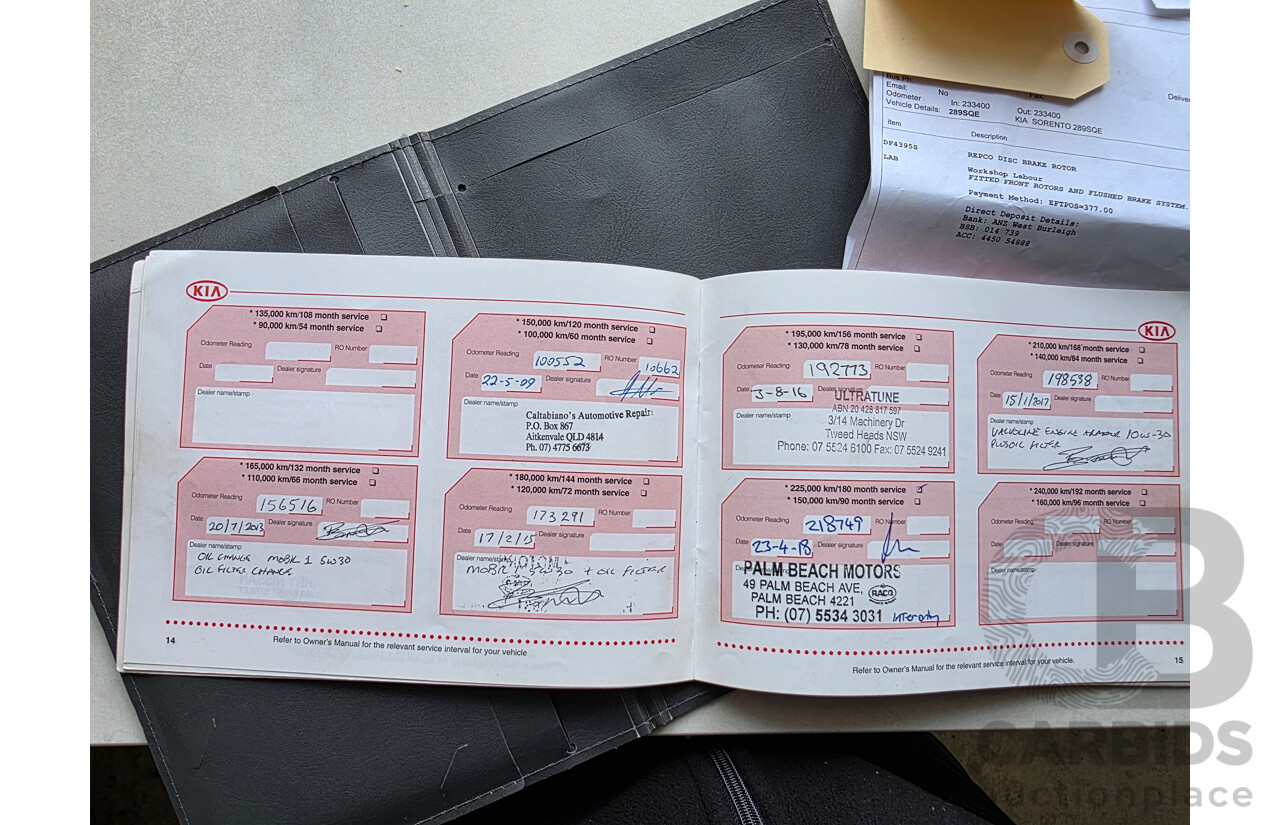 Bus Ph:
Email:
No
Odometer In: 233400 Out: 233400
Vehicle Details: 289SQE KIA SORENTO 289SQE
Item Description
DF4395S REPCO DISC BRAKE ROTOR
LAB Workshop Labour
FITTED FRONT ROTORS AND FLUSHED BRAKE SYSTEM.
Payment Method: EFTPOS=377.00
Direct Deposit Details:
Bank: ANZ West Burleigh
BSB: 014 739
ACC: 4450 54888
KIA
* 135,000 km/108 month service
* 90,000 km/54 month service
Odometer Reading RO Number
Date Dealer signature
Dealer name/stamp
* 150,000 km/120 month service
* 100,000 km/60 month service
Odometer Reading 100552 RO Number 10662
Date 22-5-09 Dealer signature
Dealer name/stamp
Caltabiano's Automotive Repairs
P.O. Box 867
Aitkenvale QLD 4814
Ph. 07) 4775 6673
* 165,000 km/132 month service
* 110,000 km/66 month service
Odometer Reading 156516 RO Number
Date 20/7/2013 Dealer signature
Dealer name/stamp
OIL CHANGE MOBIL 1 5W30
OIL FILTER CHANGE
* 180,000 km/144 month service
* 120,000 km/72 month service
Odometer Reading 173291 RO Number
Date 17/2/15 Dealer signature
Dealer name/stamp
MOBIL 1 5W30 + OIL FILTER
14
Refer to Owner's Manual for the relevant service interval for your vehicle
KIA
* 195,000 km/156 month service
* 130,000 km/78 month service
Odometer Reading 192773 RO Number
Date 3-8-16 Dealer signature
Dealer name/stamp
ULTRATUNE
ABN 20 428 817 597
3/14 Machinery Dr
Tweed Heads NSW
Phone: 07 5524 6100 Fax: 07 5524 9241
* 210,000 km/168 month service
* 140,000 km/84 month service
Odometer Reading 198538 RO Number
Date 15/1/2017 Dealer signature
Dealer name/stamp
VALVOLINE ENGINE ARMOUR 10W-30
PLUS OIL FILTER
* 225,000 km/180 month service
* 150,000 km/90 month service
Odometer Reading 218749 RO Number
Date 23-4-18 Dealer signature
Dealer name/stamp
PALM BEACH MOTORS
49 PALM BEACH AVE,
PALM BEACH 4221
RACQ
PH: (07) 5534 3031
* 240,000 km/192 month service
* 160,000 km/96 month service
Odometer Reading RO Number
Date Dealer signature
Dealer name/stamp
Refer to Owner's Manual for the relevant service interval for your vehicle.
15
CARBIDS
auctionplace